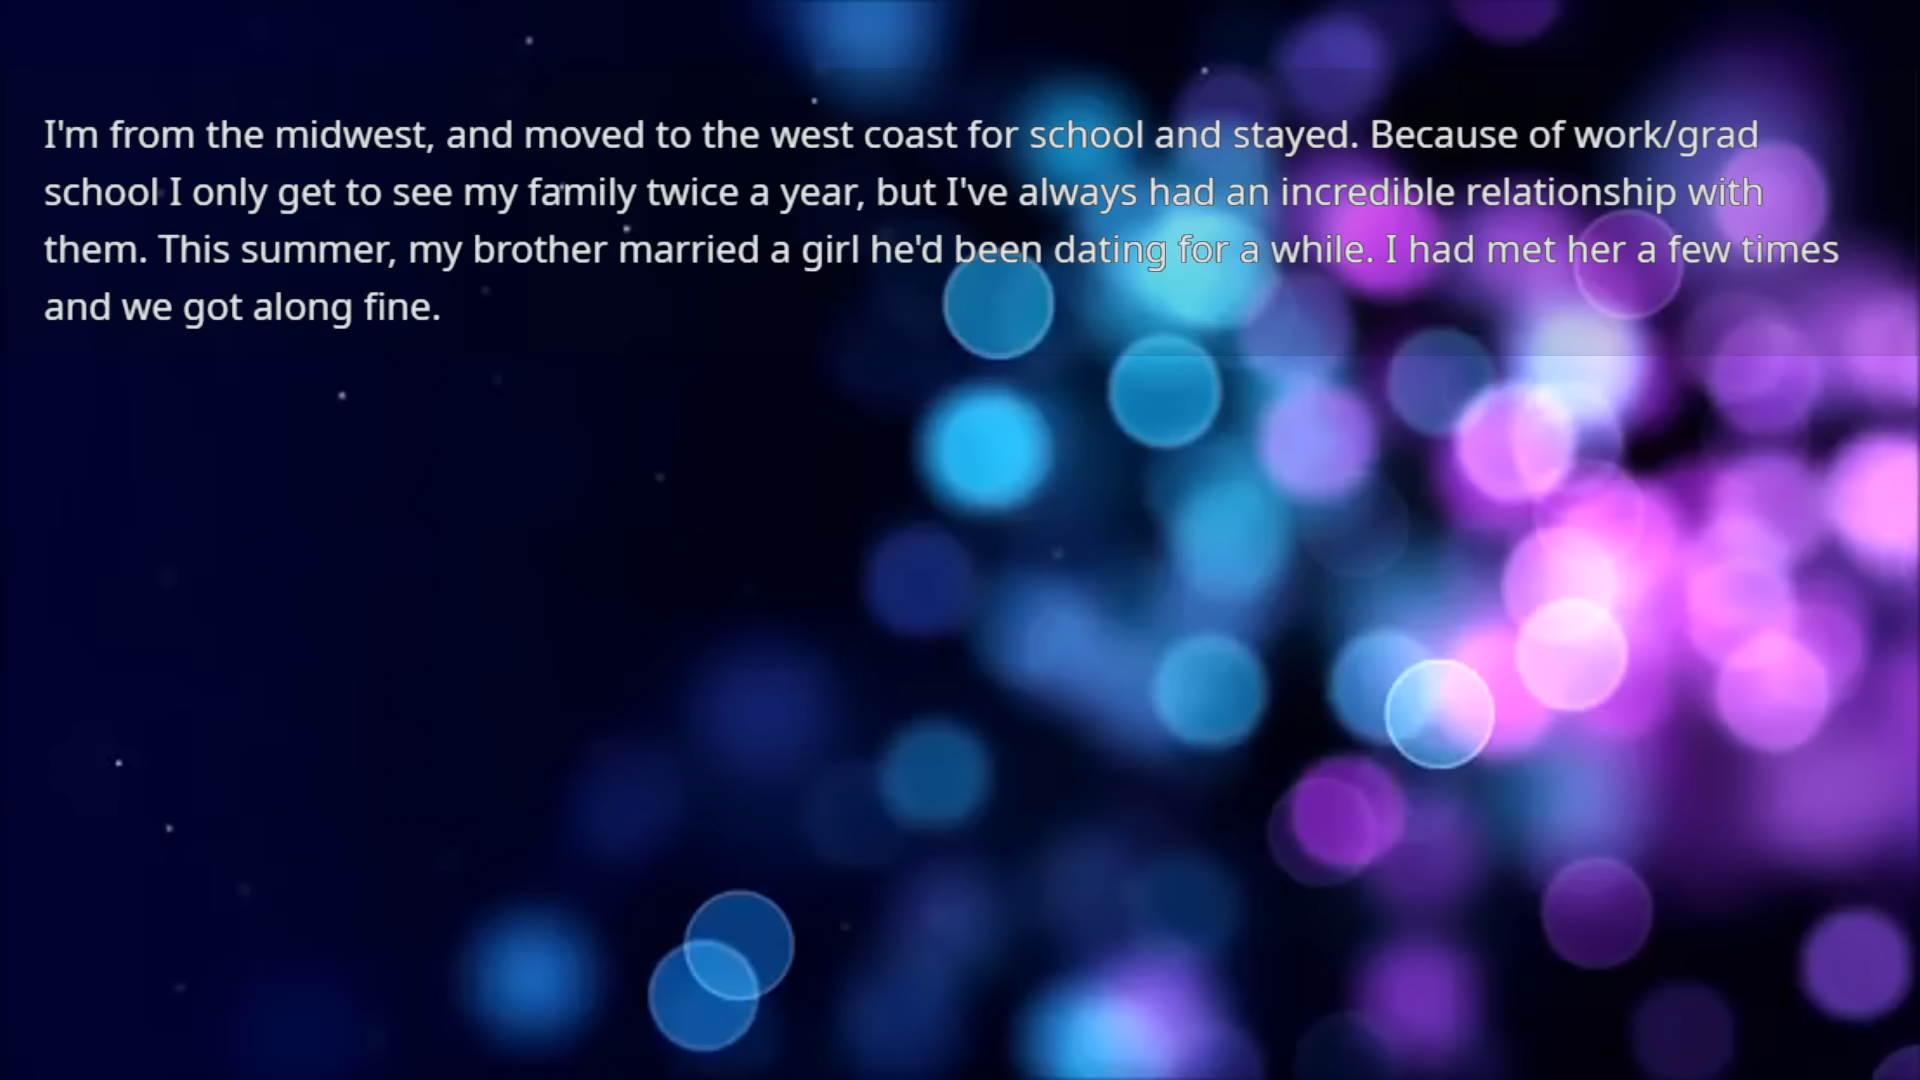 I'm from the midwest, and moved to the west coast for school and stayed. Because of work/grad
school I only get to see my family twice a year, but I've always had an incredible relationship with
them. This summer, my brother married a girl he'd been dating for a while. I had met her a few times
and we got along fine.